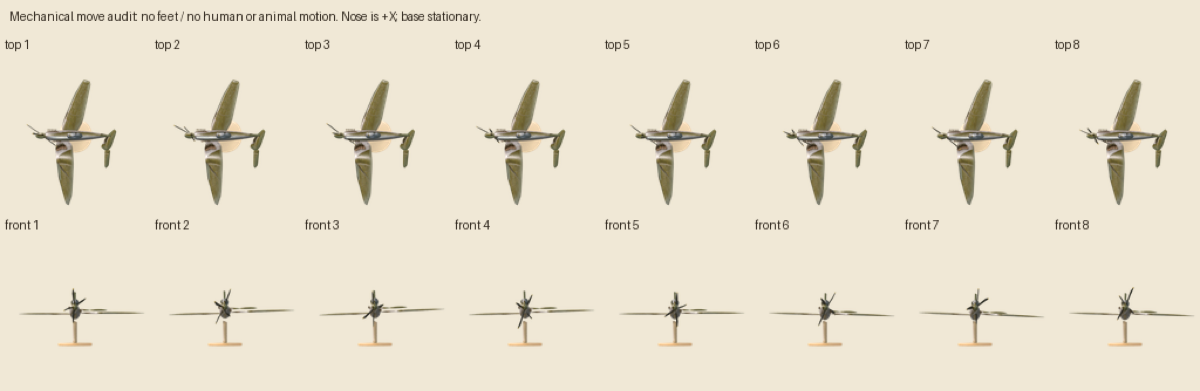 Mechanical move audit: no feet / no human or animal motion. Nose is +X; base stationary.
top 1 top 2 top 3 top 4 top 5 top 6 top 7 top 8
front 1 front 2 front 3 front 4 front 5 front 6 front 7 front 8